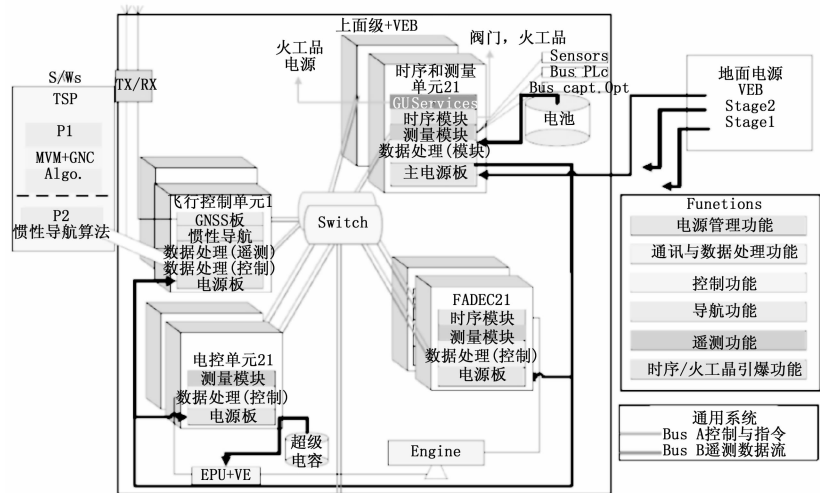 上面级+VEB
火工品
电源
阀门，火工品
时序和测量
单元21
GUServices
时序模块
测量模块
数据处理(模块)
主电源板
Sensors
Bus PLc
Bus capt.Opt
电池
地面电源
VEB
Stage2
Stage1
S/Ws
TSP
P1
MVM+GNC
Algo.
P2
惯性导航算法
TX/RX
飞行控制单元1
GNSS板
惯性导航
数据处理(遥测)
数据处理(控制)
电源板
Switch
FADEC21
时序模块
测量模块
数据处理(控制)
电源板
电控单元21
测量模块
数据处理(控制)
电源板
超级
电容
EPU+VE
Engine
Funetions
电源管理功能
通讯与数据处理功能
控制功能
导航功能
遥测功能
时序/火工晶引爆功能
通用系统
Bus A控制与指令
Bus B遥测数据流